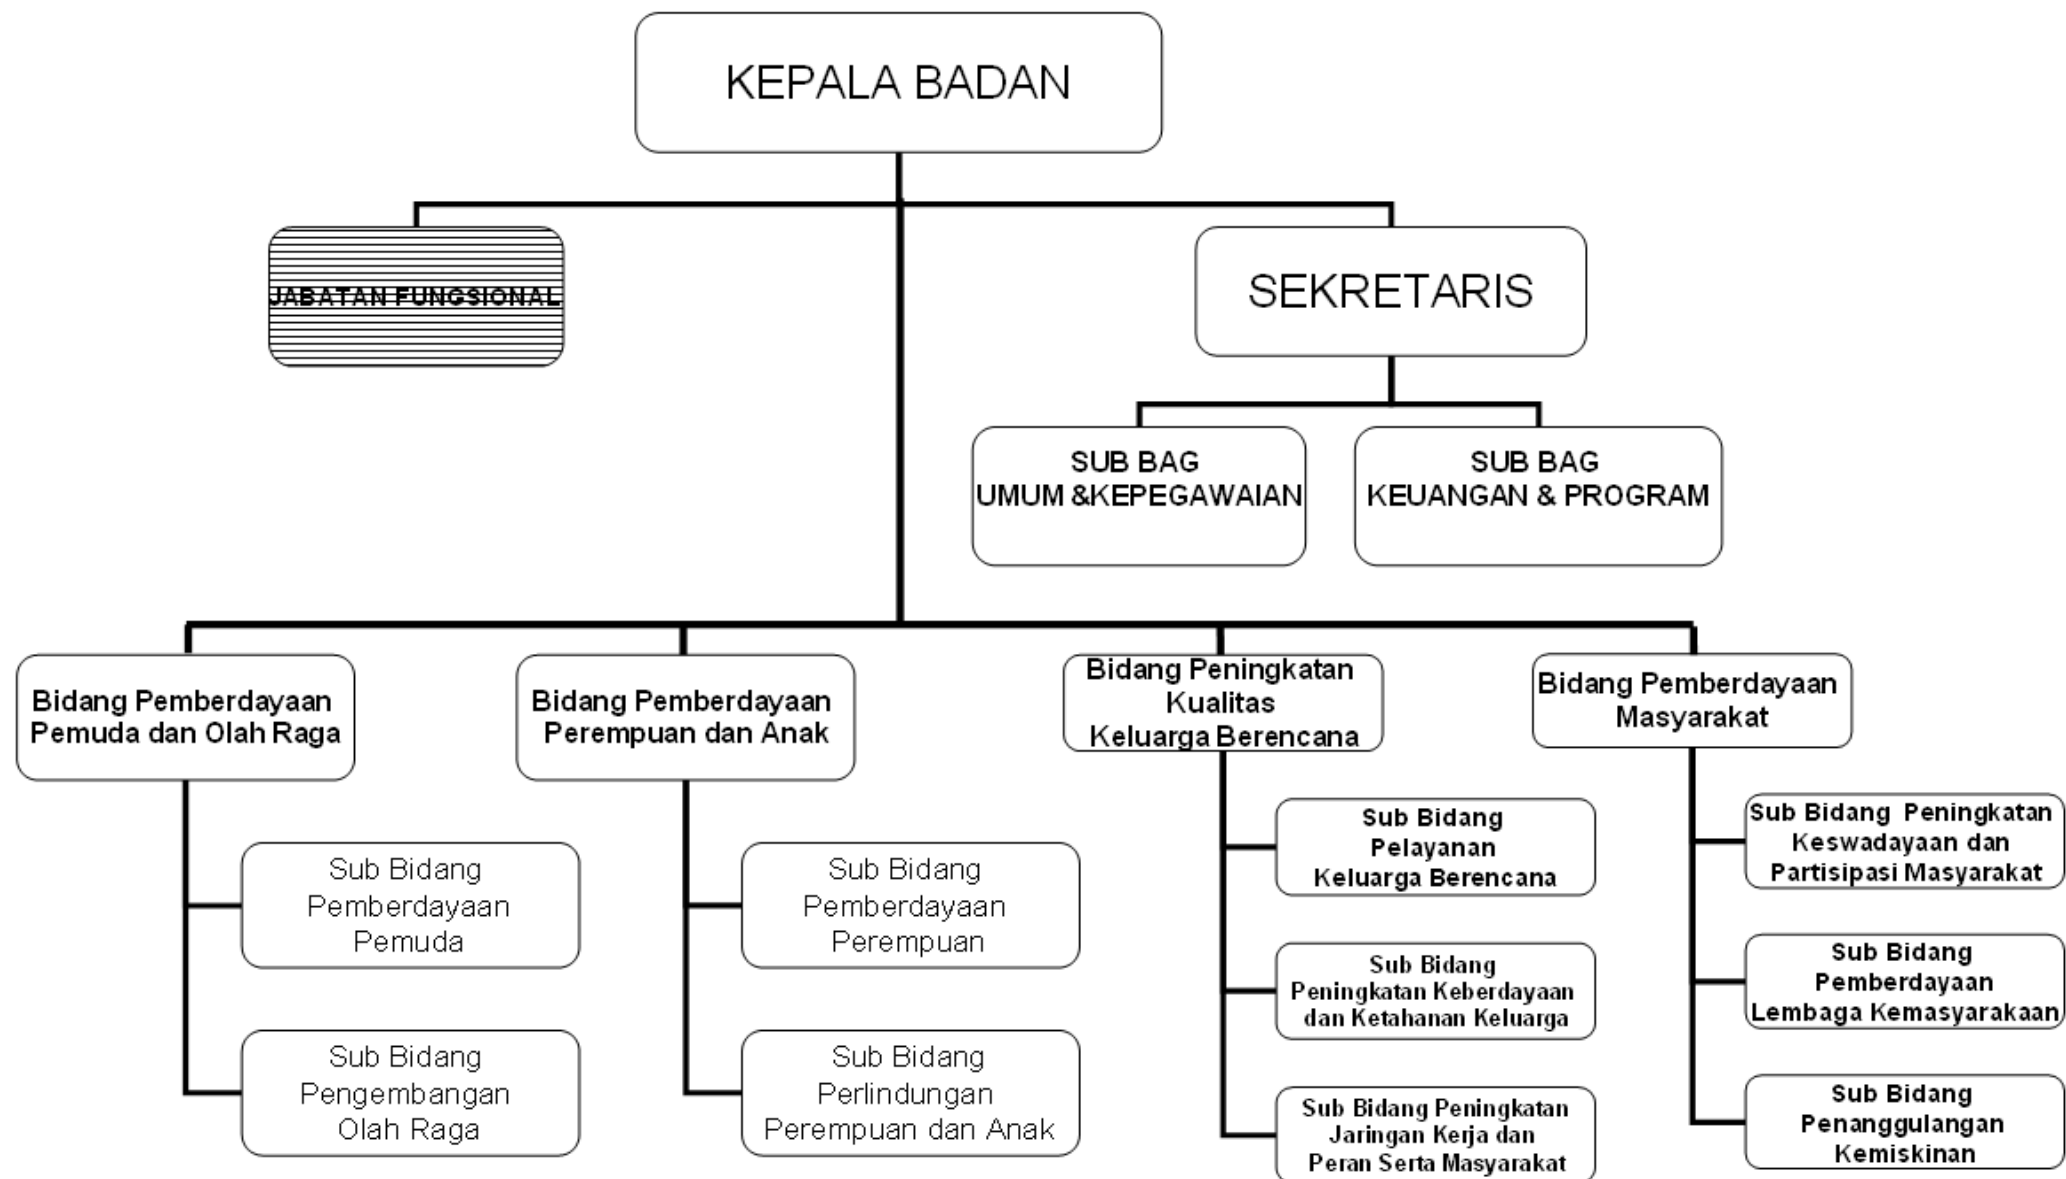 KEPALA BADAN
JABATAN FUNGSIONAL
SEKRETARIS
SUB BAG
UMUM &KEPEGAWAIAN
SUB BAG
KEUANGAN & PROGRAM
Bidang Pemberdayaan
Pemuda dan Olah Raga
Bidang Pemberdayaan
Perempuan dan Anak
Bidang Peningkatan
Kualitas
Keluarga Berencana
Bidang Pemberdayaan
Masyarakat
Sub Bidang
Pemberdayaan
Pemuda
Sub Bidang
Pengembangan
Olah Raga
Sub Bidang
Pemberdayaan
Perempuan
Sub Bidang
Perlindungan
Perempuan dan Anak
Sub Bidang
Pelayanan
Keluarga Berencana
Sub Bidang
Peningkatan Keberdayaan
dan Ketahanan Keluarga
Sub Bidang Peningkatan
Jaringan Kerja dan
Peran Serta Masyarakat
Sub Bidang Peningkatan
Keswadayaan dan
Partisipasi Masyarakat
Sub Bidang
Pemberdayaan
Lembaga Kemasyarakaan
Sub Bidang
Penanggulangan
Kemiskinan